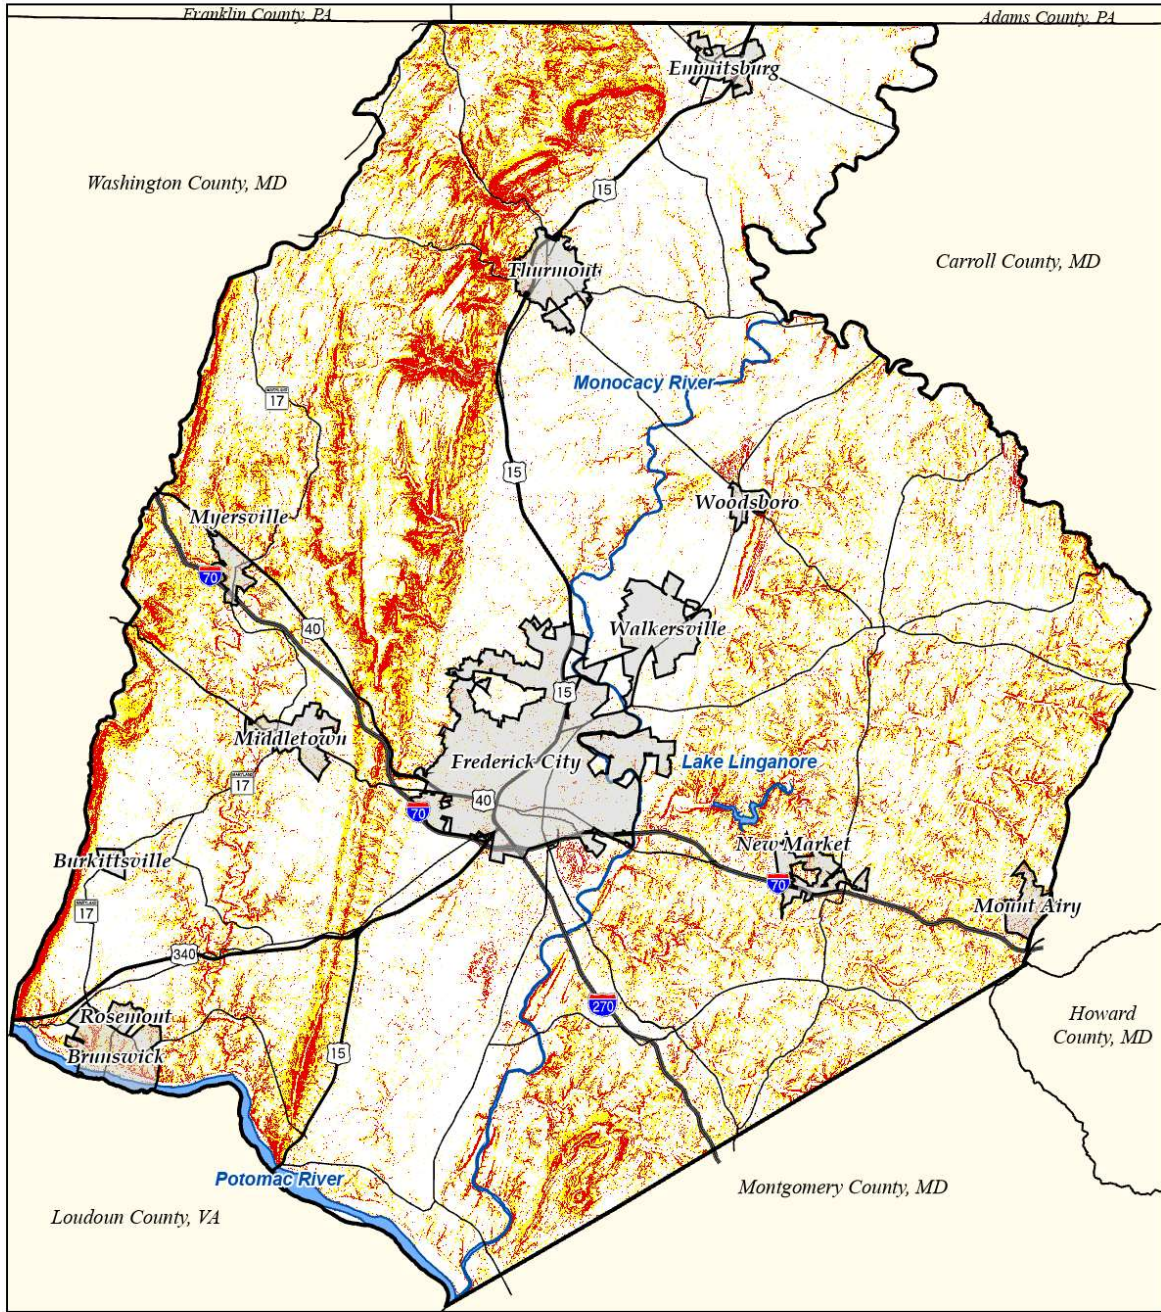 Franklin County, PA
Adams County, PA
Emmitsburg
Washington County, MD
15
Carroll County, MD
Thurmont
Monocacy River
17
15
Woodsboro
Myersville
70
40
Walkersville
15
Middletown
Frederick City
Lake Linganore
17
40
70
New Market
Burkittsville
70
Mount Airy
17
340
270
Rosemont
Howard
County, MD
Brunswick
15
Potomac River
Montgomery County, MD
Loudoun County, VA